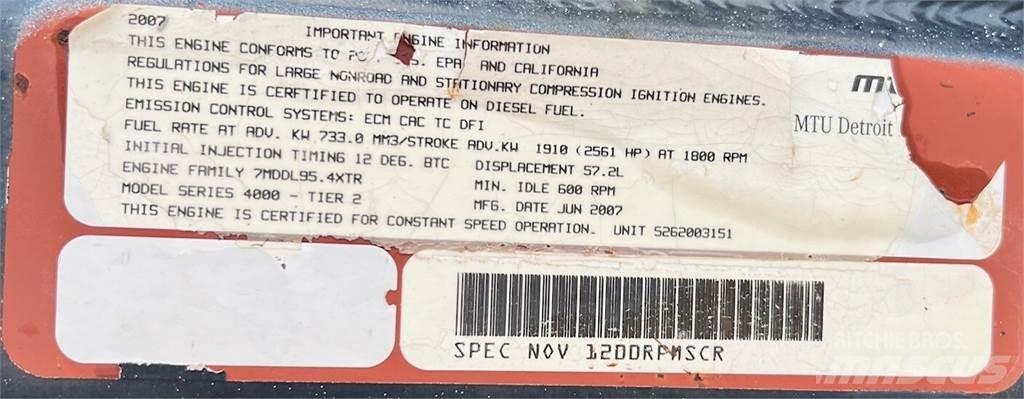 2007
IMPORTANT ENGINE INFORMATION
THIS ENGINE CONFORMS TO EPA AND CALIFORNIA
REGULATIONS FOR LARGE NONROAD AND STATIONARY COMPRESSION IGNITION ENGINES.
THIS ENGINE IS CERFTIFIED TO OPERATE ON DIESEL FUEL.
EMISSION CONTROL SYSTEMS: ECM CAC TC DFI
FUEL RATE AT ADV. KW 733.0 MM3/STROKE ADV.KW 1910 (2561 HP) AT 1800 RPM
INITIAL INJECTION TIMING 12 DEG. BTC DISPLACEMENT 57.2L
ENGINE FAMILY 7MDDL95.4XTR MIN. IDLE 600 RPM
MODEL SERIES 4000 - TIER 2 MFG. DATE JUN 2007
THIS ENGINE IS CERTIFIED FOR CONSTANT SPEED OPERATION. UNIT 5262003151
MTU Detroit
SPEC NOV 12DDRPMSCR
RITCHIE BROS.
MASCUS